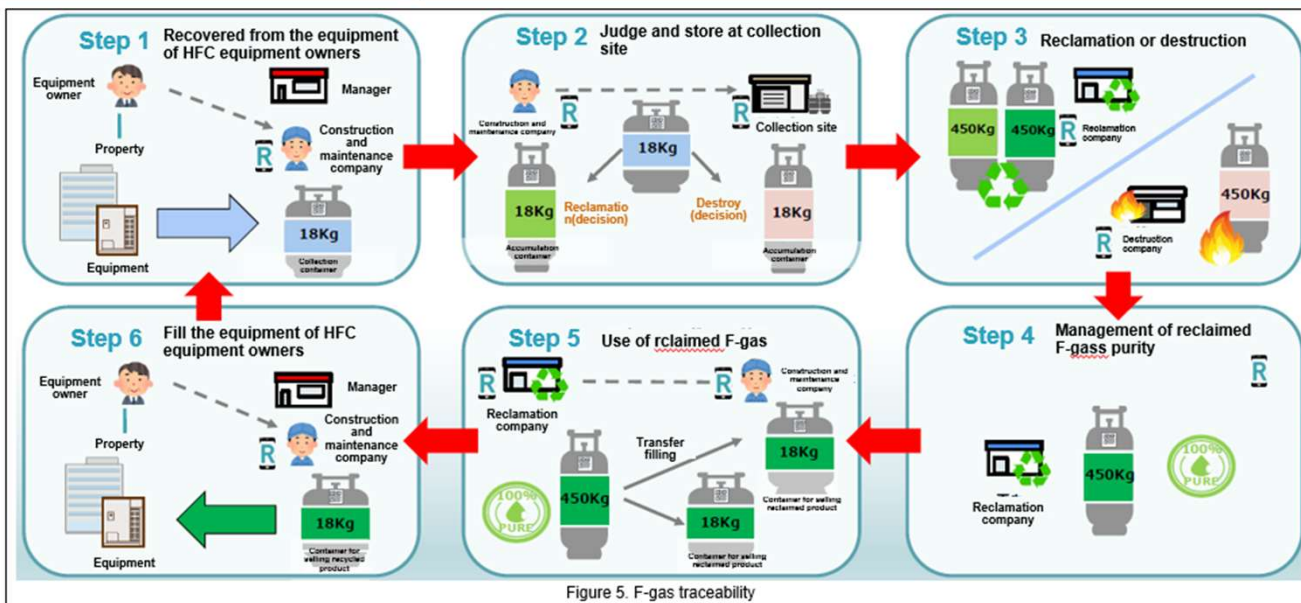 Step 1
Recovered from the equipment
of HFC equipment owners
Equipment
owner
Manager
Property
R
Construction
and
maintenance
company
18Kg
Collection
container
Equipment
Step 2
Judge and store at collection
site
Construction and
maintenance company
R
R
Collection site
18Kg
18Kg
Reclamatio
n(decision)
Destroy
(decision)
18Kg
Accumulation
container
Accumulation
container
Step 3
Reclamation or destruction
450Kg
450Kg
R
Reclamation
company
450Kg
R
Destruction
company
Step 4
Management of reclaimed
F-gass purity
R
Reclamation
company
450Kg
100%
PURE
Step 5
Use of rclaimed F-gas
R
Reclamation
company
R
Construction and
maintenance
company
Transfer
filling
18Kg
Container for selling
reclaimed product
100%
PURE
450Kg
18Kg
Container for selling
reclaimed product
Step 6
Fill the equipment of HFC
equipment owners
Equipment
owner
Manager
Property
R
Construction
and
maintenance
company
18Kg
Container for
selling recycled
product
Equipment
Figure 5. F-gas traceability